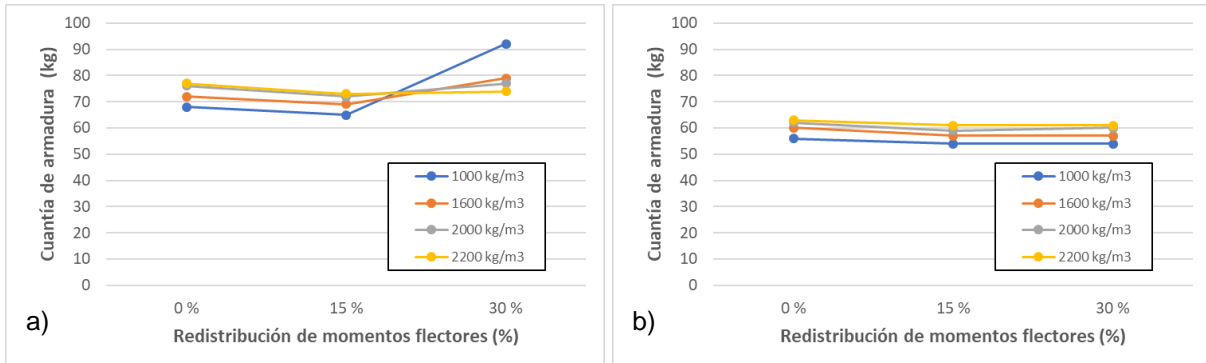 Cuantía de armadura (kg)
100
90
80
70
60
50
40
30
20
10
0
1000 kg/m3
1600 kg/m3
2000 kg/m3
2200 kg/m3
0 %
15 %
30 %
Redistribución de momentos flectores (%)
a)
Cuantía de armadura (kg)
100
90
80
70
60
50
40
30
20
10
0
1000 kg/m3
1600 kg/m3
2000 kg/m3
2200 kg/m3
0 %
15 %
30 %
Redistribución de momentos flectores (%)
b)